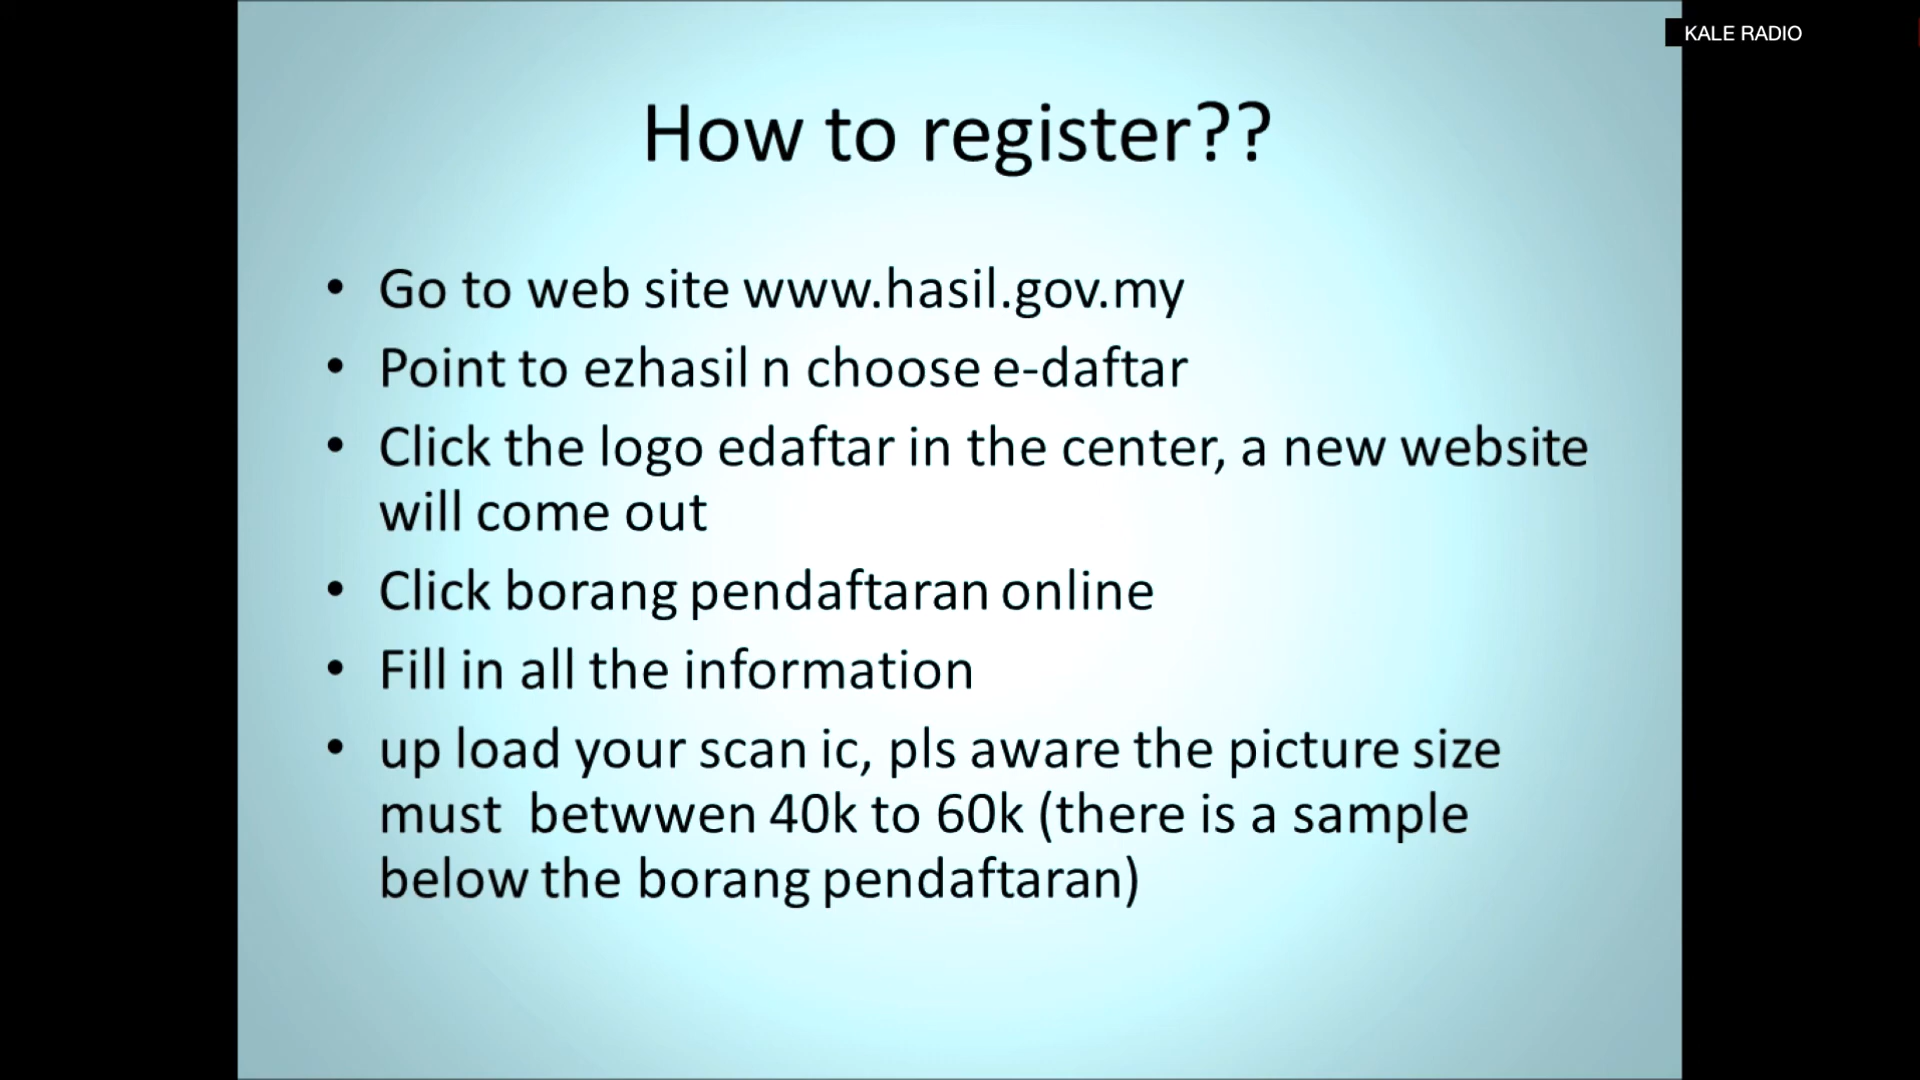 KALE RADIO
How to register??
• Go to web site www.hasil.gov.my
• Point to ezhasil n choose e-daftar
• Click the logo edaftar in the center, a new website
will come out
• Click borang pendaftaran online
• Fill in all the information
• up load your scan ic, pls aware the picture size
must  betwwen 40k to 60k (there is a sample
below the borang pendaftaran)